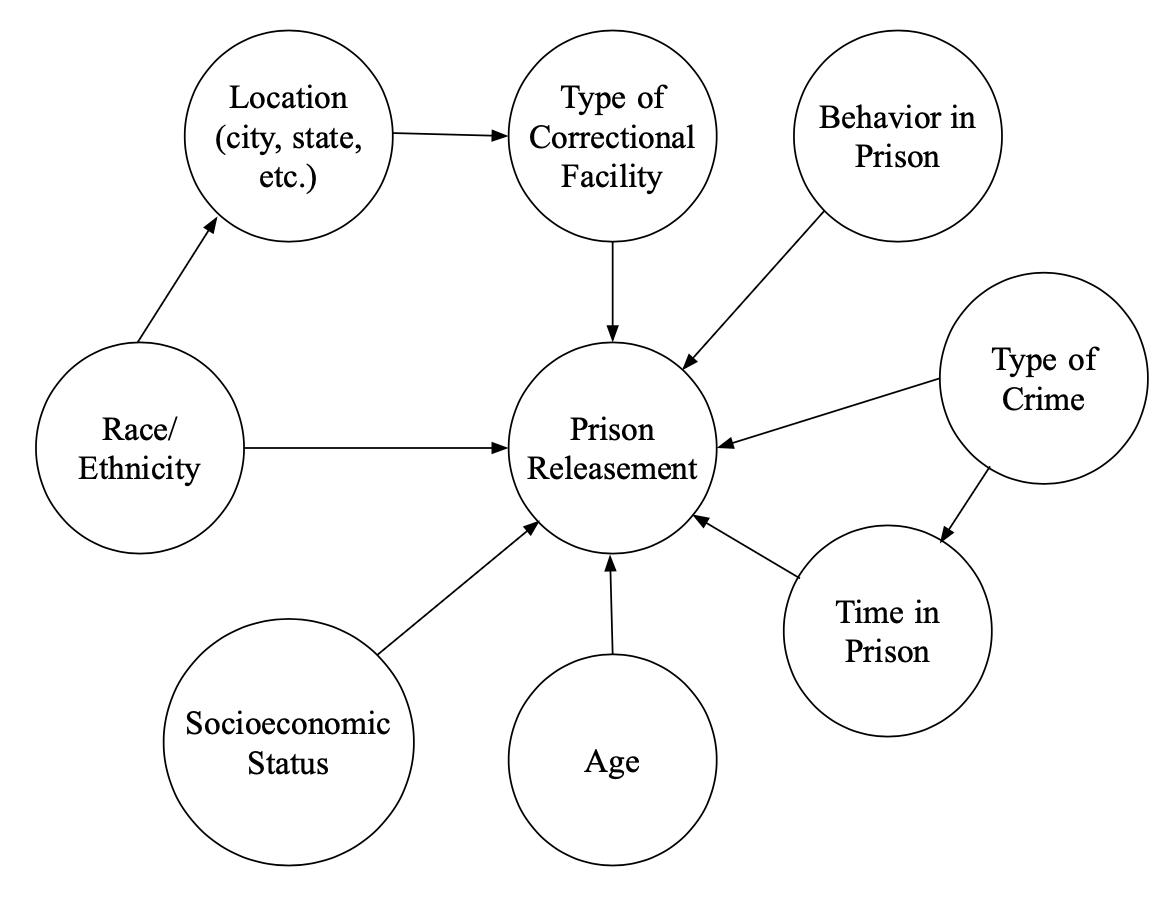 Location
(city, state,
etc.)
Type of
Correctional
Facility
Behavior in
Prison
Type of
Crime
Race/
Ethnicity
Prison
Releasement
Time in
Prison
Socioeconomic
Status
Age